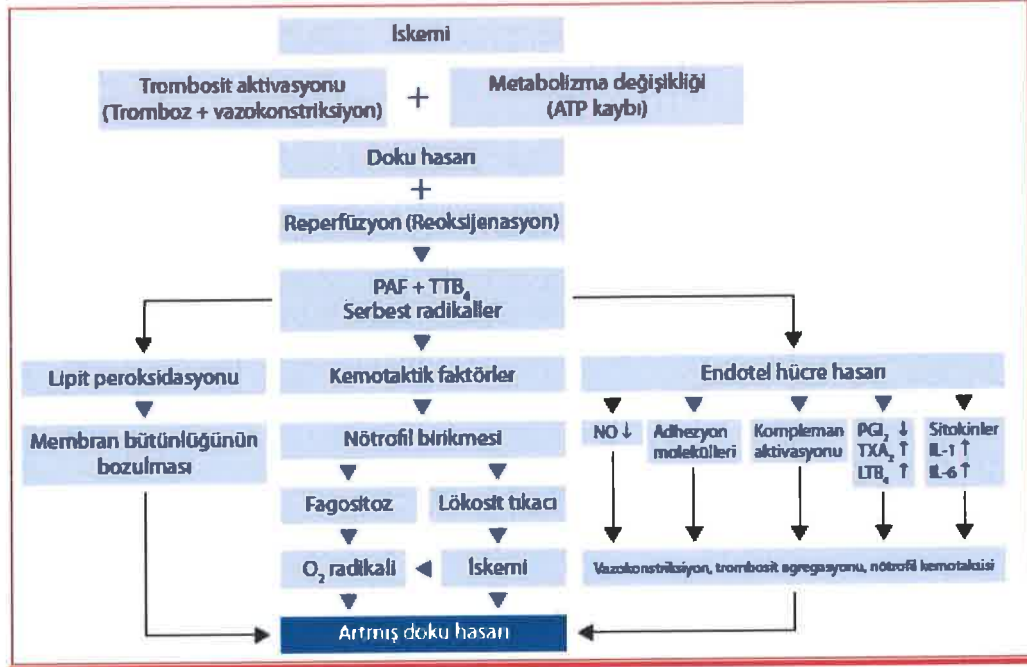 İskemi
Trombosit aktivasyonu
(Tromboz + vazokonstriksiyon)
+
Metabolizma değişikliği
(ATP kaybı)
Doku hasarı
+
Reperfüzyon (Reoksijenasyon)
PAF + TTB4
Serbest radikaller
Lipit peroksidasyonu
Membran bütünlüğünün
bozulması
Kemotaktik faktörler
Nötrofil birikmesi
Fagositoz
Lökosit tıkacı
O2 radikali
İskemi
Endotel hücre hasarı
NO ↓
Adhezyon
molekülleri
Kompleman
aktivasyonu
PGI2 ↓
TXA2 ↑
LTB4 ↑
Sitokinler
IL-1 ↑
IL-6 ↑
Vazokonstriksiyon, trombosit agregasyonu, nötrofil kemotaksisi
Artmış doku hasarı